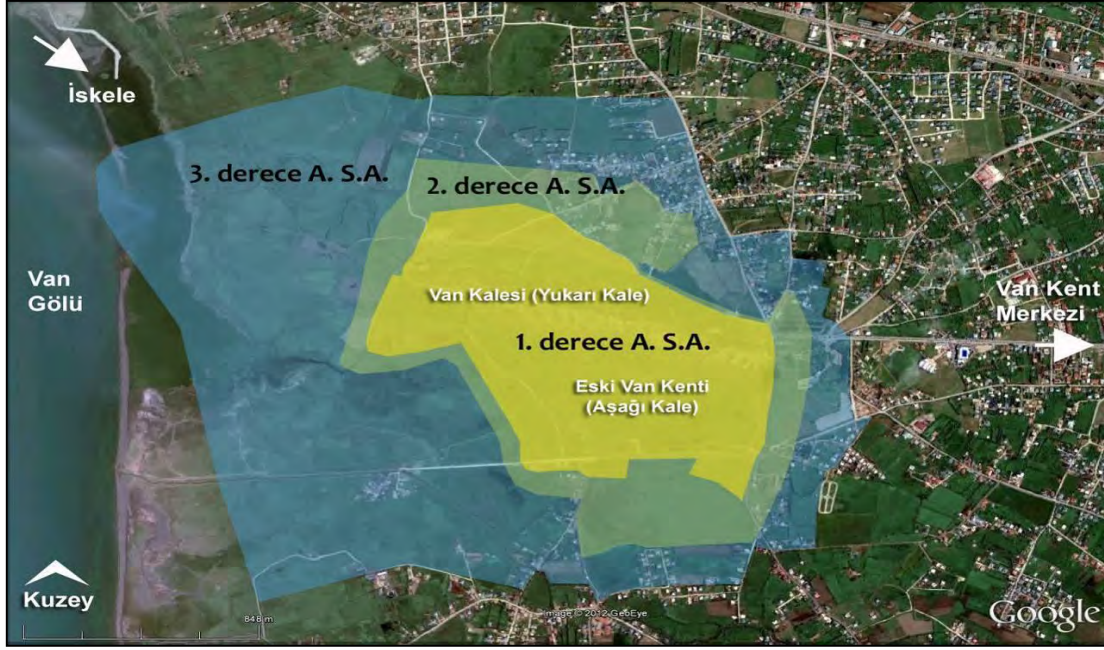 İskele
3. derece A. S.A.
2. derece A. S.A.
Van
Gölü
Van Kalesi (Yukarı Kale)
Van Kent
Merkezi
1. derece A. S.A.
Eski Van Kenti
(Aşağı Kale)
Kuzey
848 m
Image © 2012 GeoEye
Google